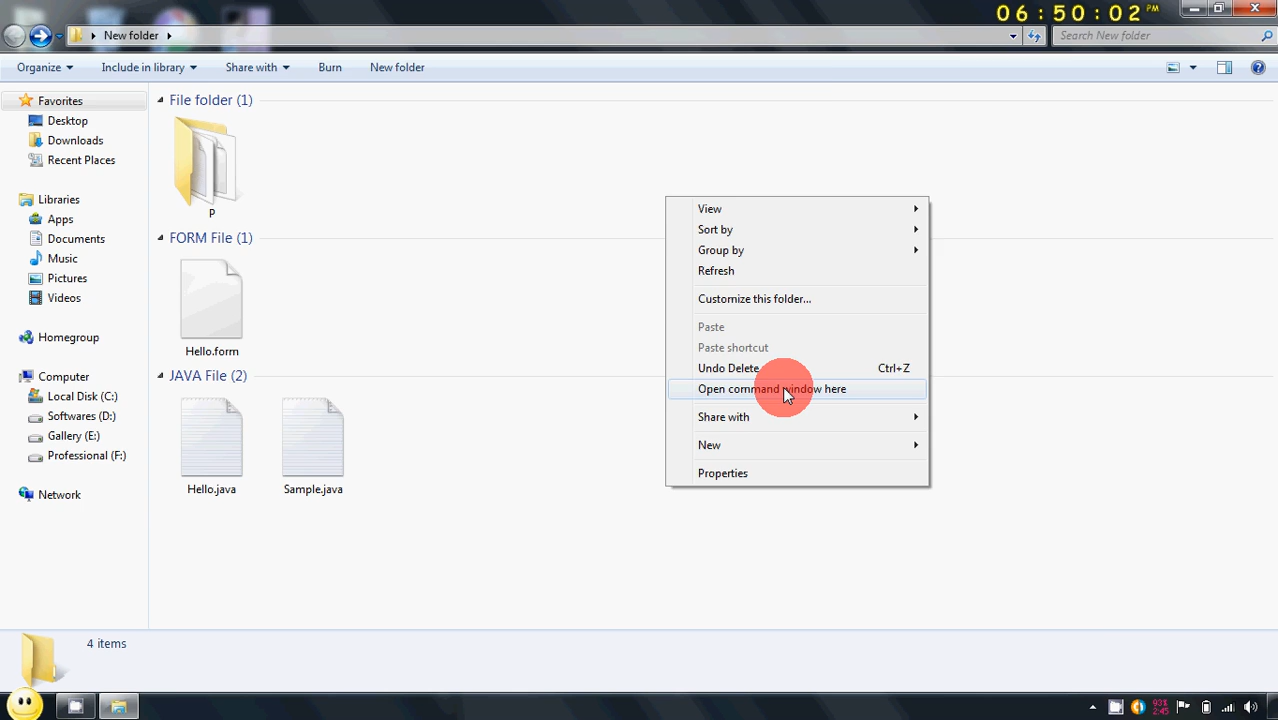 06:50:02 PM
New folder
Search New folder
Organize
Include in library
Share with
Burn
New folder
Favorites
Desktop
Downloads
Recent Places
Libraries
Apps
Documents
Music
Pictures
Videos
Homegroup
Computer
Local Disk (C:)
Softwares (D:)
Gallery (E:)
Professional (F:)
Network
File folder (1)
P
FORM File (1)
Hello.form
JAVA File (2)
Hello.java
Sample.java
View
Sort by
Group by
Refresh
Customize this folder...
Paste
Paste shortcut
Undo Delete Ctrl+Z
Open command window here
Share with
New
Properties
4 items
93%
2:45